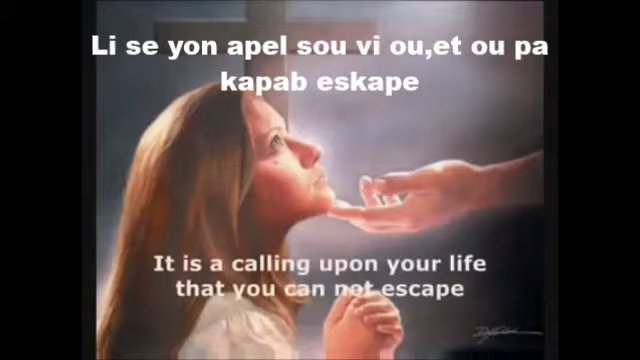 Li se yon apel sou vi ou,et ou pa
kapab eskape
It is a calling upon your life
that you can not escape